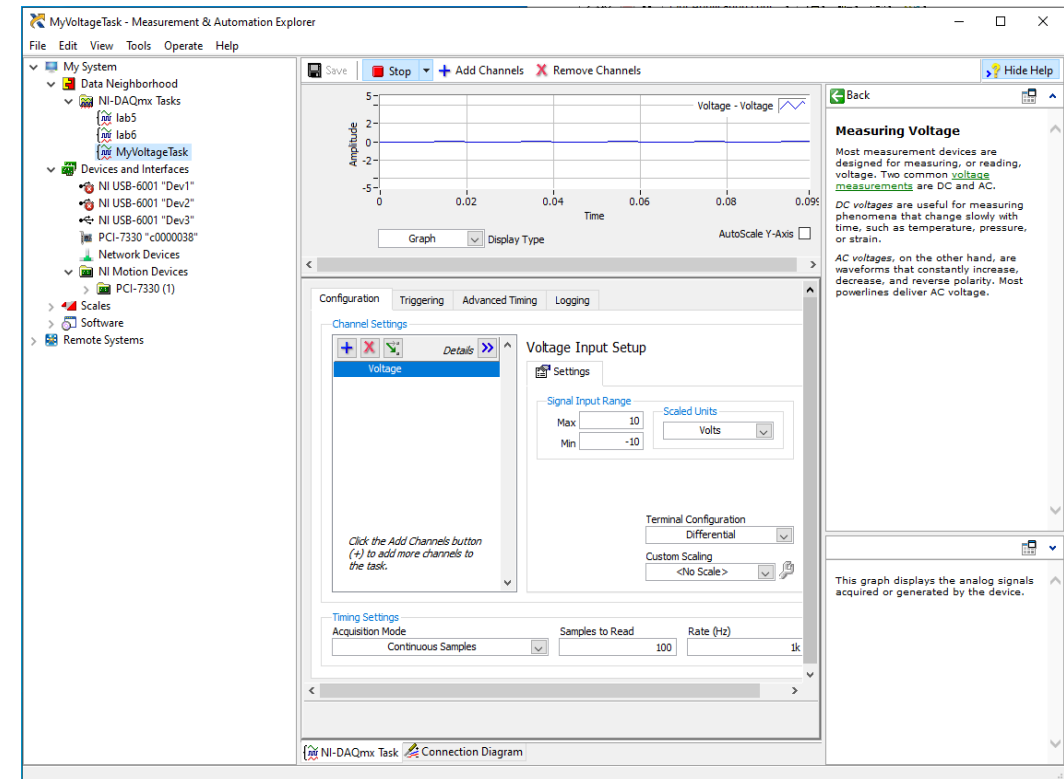 MyVoltageTask - Measurement & Automation Explorer
File Edit View Tools Operate Help
My System
Data Neighborhood
NI-DAQmx Tasks
lab5
lab6
MyVoltageTask
Devices and Interfaces
NI USB-6001 "Dev1"
NI USB-6001 "Dev2"
NI USB-6001 "Dev3"
PCI-7330 "c0000038"
Network Devices
NI Motion Devices
PCI-7330 (1)
Scales
Software
Remote Systems
Save Stop Add Channels Remove Channels Hide Help
Voltage - Voltage
Amplitude
5
2
0
-2
-5
0 0.02 0.04 0.06 0.08 0.099
Time
Graph Display Type AutoScale Y-Axis
Configuration Triggering Advanced Timing Logging
Channel Settings
Details
Voltage
Click the Add Channels button
(+) to add more channels to
the task.
Voltage Input Setup
Settings
Signal Input Range
Max 10
Min -10
Scaled Units
Volts
Terminal Configuration
Differential
Custom Scaling
<No Scale>
Timing Settings
Acquisition Mode Samples to Read Rate (Hz)
Continuous Samples 100 1k
NI-DAQmx Task Connection Diagram
Back
Measuring Voltage
Most measurement devices are
designed for measuring, or reading,
voltage. Two common voltage
measurements are DC and AC.
DC voltages are useful for measuring
phenomena that change slowly with
time, such as temperature, pressure,
or strain.
AC voltages, on the other hand, are
waveforms that constantly increase,
decrease, and reverse polarity. Most
powerlines deliver AC voltage.
This graph displays the analog signals
acquired or generated by the device.